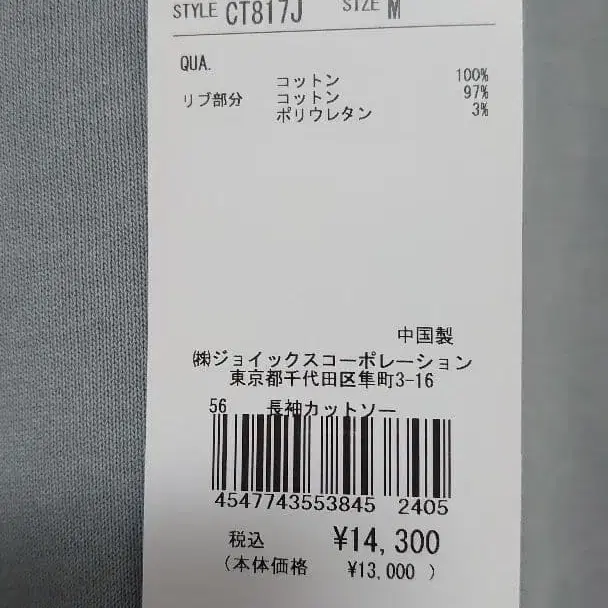 STYLE CT817J SIZE M
QUA.
コットン 100%
リブ部分 コットン 97%
ポリウレタン 3%
中国製
㈱ジョイックスコーポレーション
東京都千代田区隼町3-16
56 長袖カットソー
4547743553845 2405
税込 ¥14,300
(本体価格 ¥13,000 )